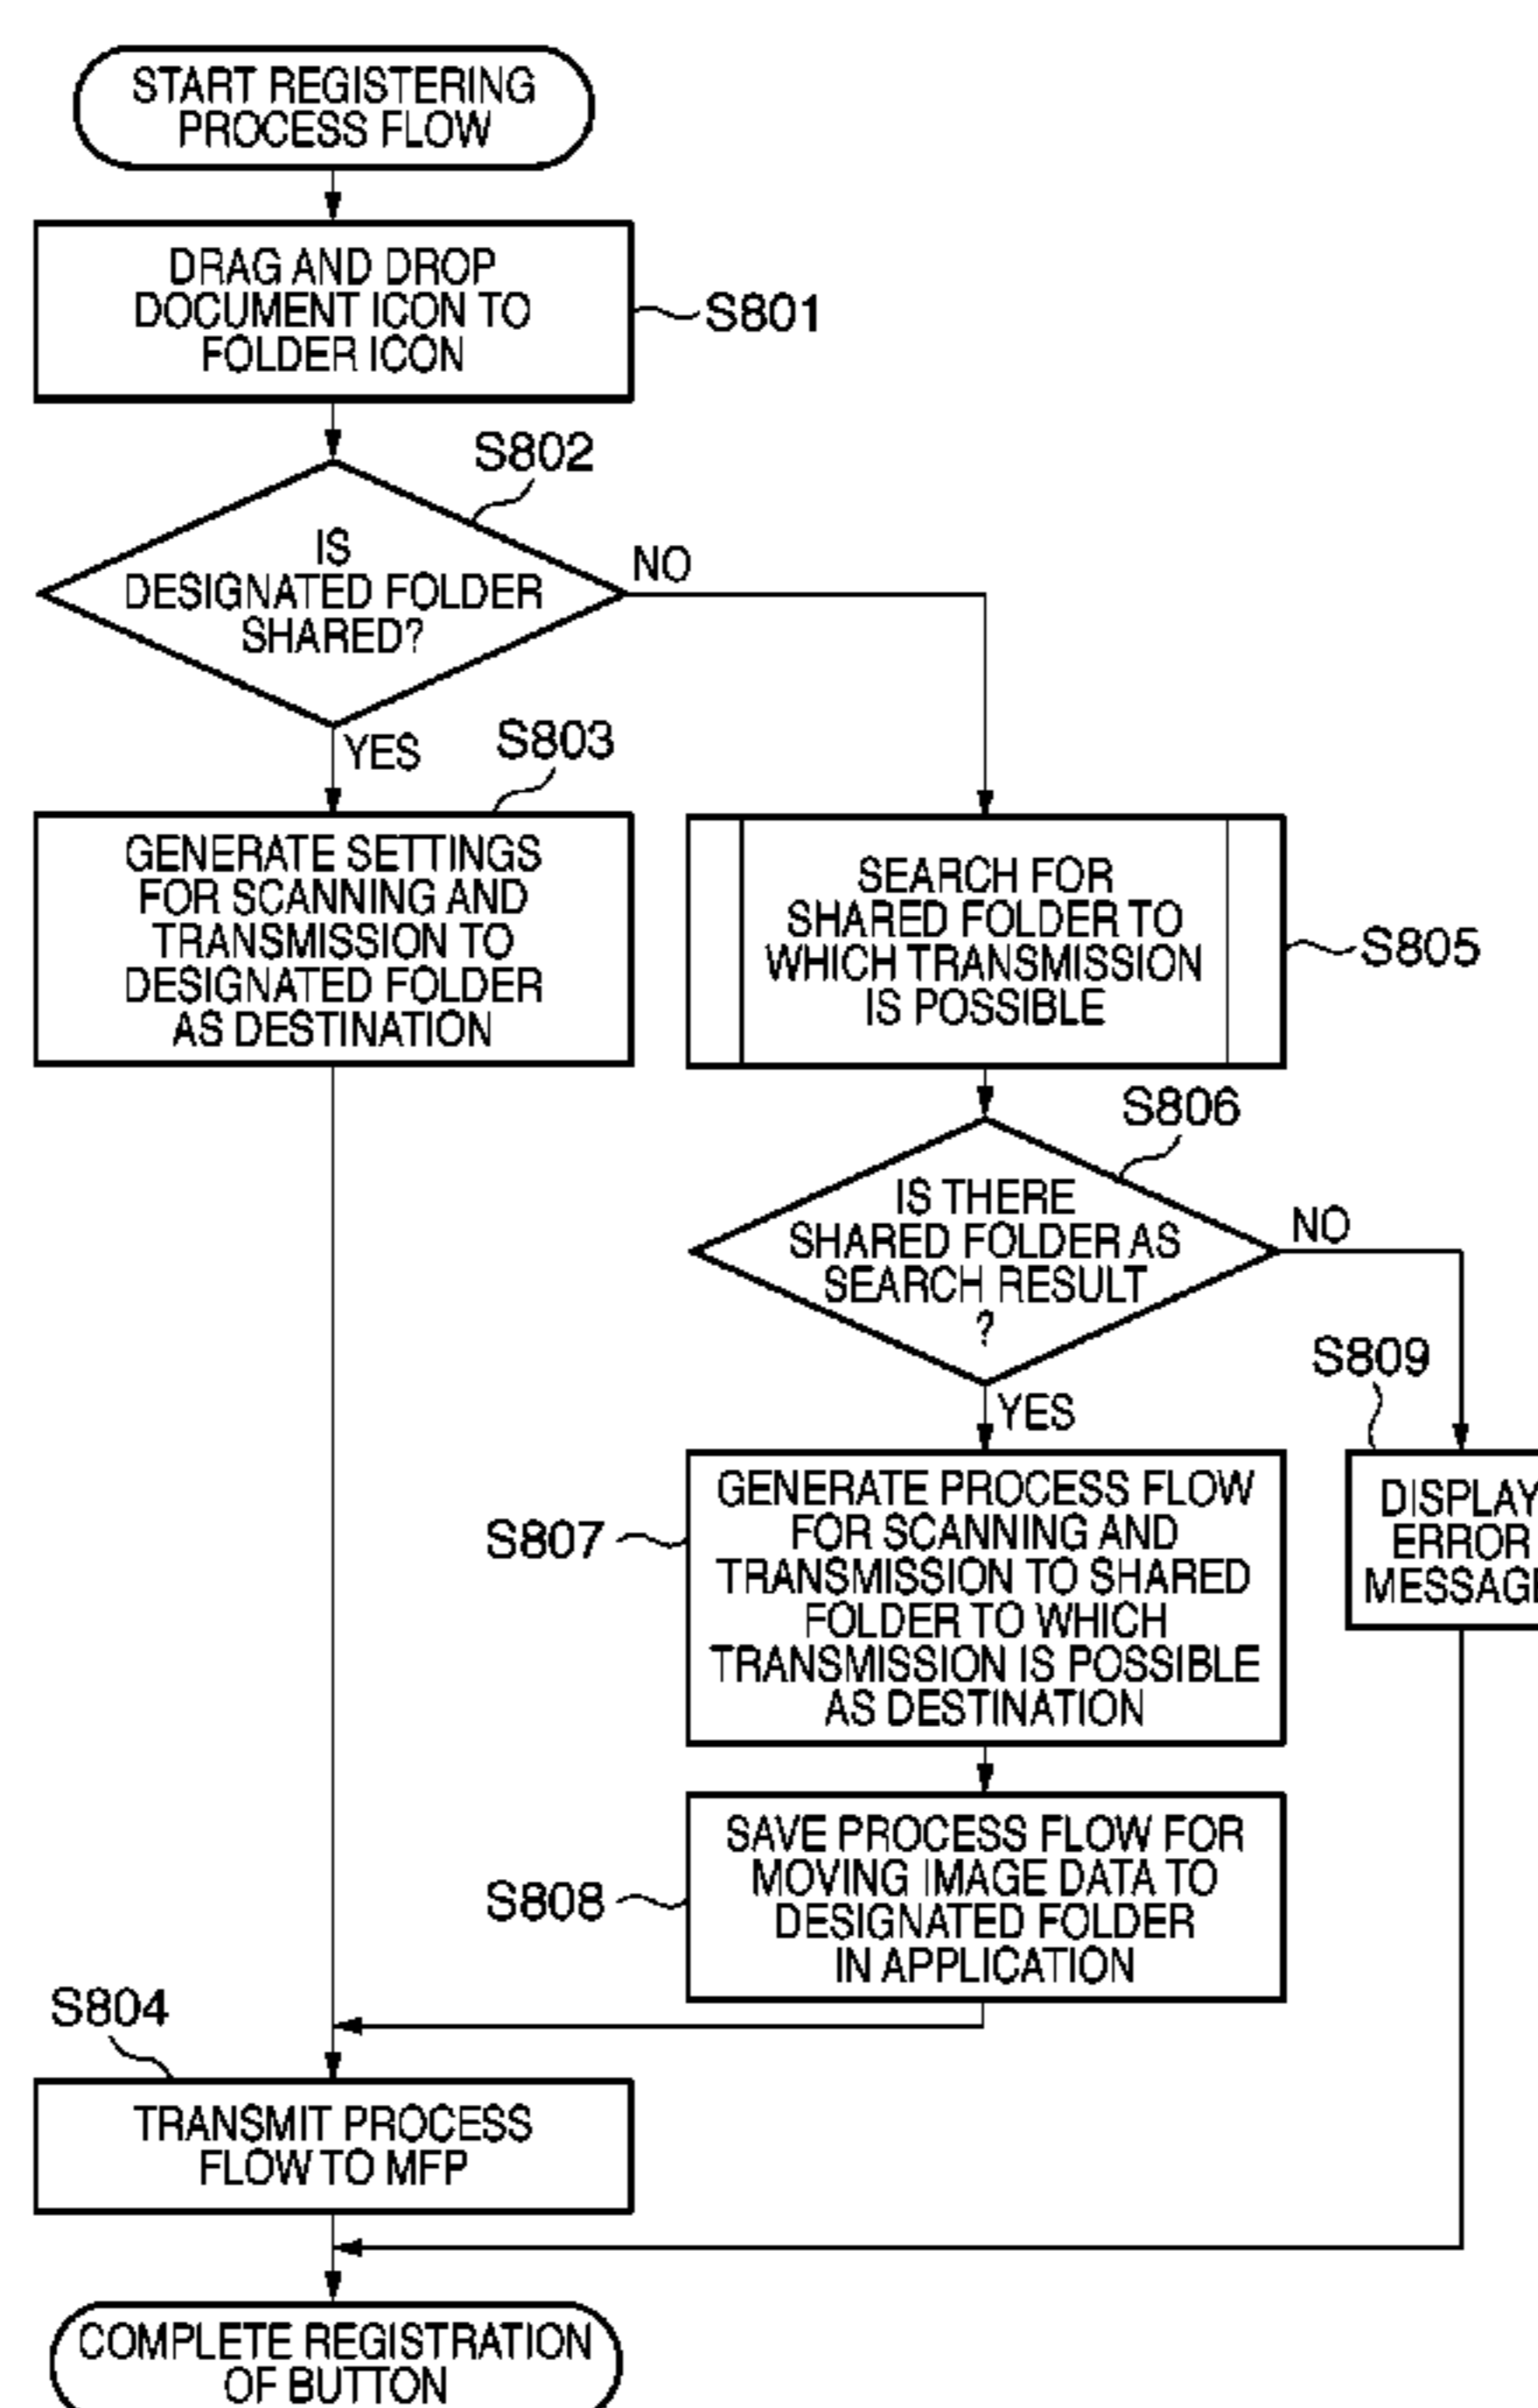 START REGISTERING
PROCESS FLOW
DRAG AND DROP
DOCUMENT ICON TO
FOLDER ICON
S801
S802
IS
DESIGNATED FOLDER
SHARED?
NO
YES
S803
GENERATE SETTINGS
FOR SCANNING AND
TRANSMISSION TO
DESIGNATED FOLDER
AS DESTINATION
SEARCH FOR
SHARED FOLDER TO
WHICH TRANSMISSION
IS POSSIBLE
S805
S806
IS THERE
SHARED FOLDER AS
SEARCH RESULT
?
NO
YES
S809
DISPLAY
ERROR
MESSAGE
S807
GENERATE PROCESS FLOW
FOR SCANNING AND
TRANSMISSION TO SHARED
FOLDER TO WHICH
TRANSMISSION IS POSSIBLE
AS DESTINATION
S808
SAVE PROCESS FLOW FOR
MOVING IMAGE DATA TO
DESIGNATED FOLDER
IN APPLICATION
S804
TRANSMIT PROCESS
FLOW TO MFP
COMPLETE REGISTRATION
OF BUTTON